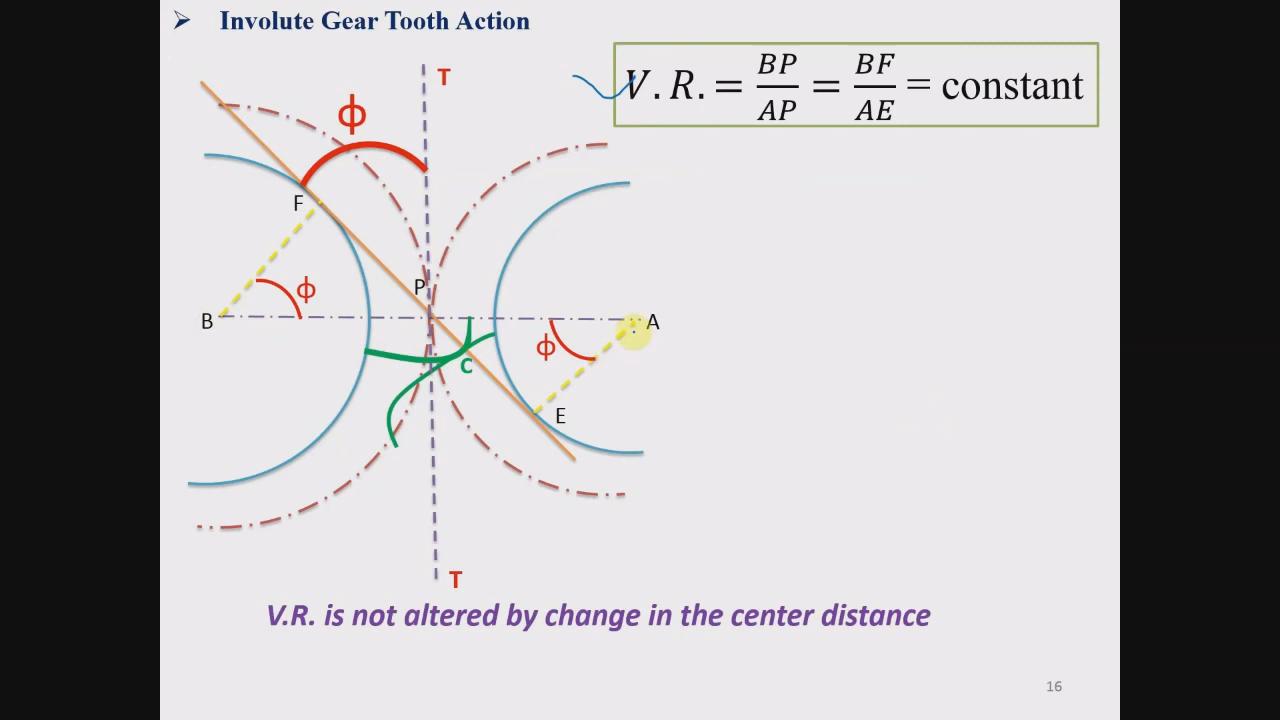 ➢ Involute Gear Tooth Action
V.R. = BP/AP = BF/AE = constant
T
ϕ
F
ϕ
P
B
A
ϕ
C
E
T
V.R. is not altered by change in the center distance
16